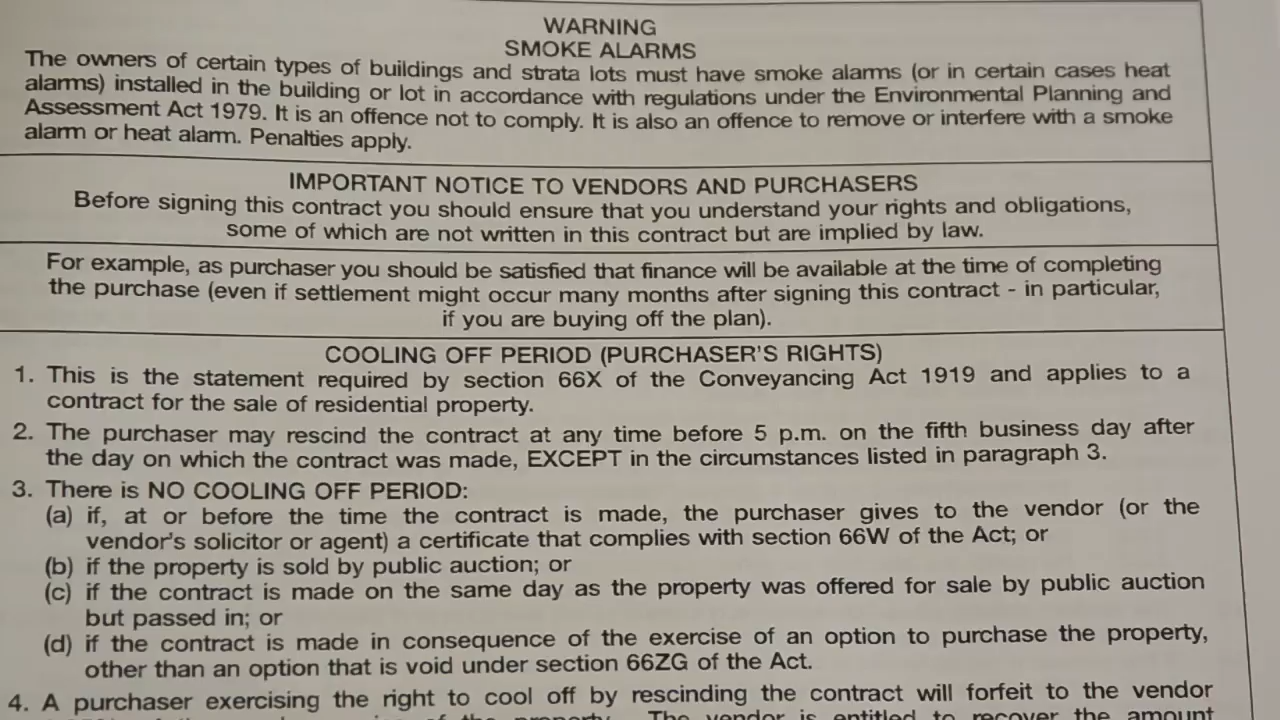 WARNING
SMOKE ALARMS
The owners of certain types of buildings and strata lots must have smoke alarms (or in certain cases heat
alarms) installed in the building or lot in accordance with regulations under the Environmental Planning and
Assessment Act 1979. It is an offence not to comply. It is also an offence to remove or interfere with a smoke
alarm or heat alarm. Penalties apply.
IMPORTANT NOTICE TO VENDORS AND PURCHASERS
Before signing this contract you should ensure that you understand your rights and obligations,
some of which are not written in this contract but are implied by law.
For example, as purchaser you should be satisfied that finance will be available at the time of completing
the purchase (even if settlement might occur many months after signing this contract - in particular,
if you are buying off the plan).
COOLING OFF PERIOD (PURCHASER'S RIGHTS)
1. This is the statement required by section 66X of the Conveyancing Act 1919 and applies to a
contract for the sale of residential property.
2. The purchaser may rescind the contract at any time before 5 p.m. on the fifth business day after
the day on which the contract was made, EXCEPT in the circumstances listed in paragraph 3.
3. There is NO COOLING OFF PERIOD:
(a) if, at or before the time the contract is made, the purchaser gives to the vendor (or the
vendor's solicitor or agent) a certificate that complies with section 66W of the Act; or
(b) if the property is sold by public auction; or
(c) if the contract is made on the same day as the property was offered for sale by public auction
but passed in; or
(d) if the contract is made in consequence of the exercise of an option to purchase the property,
other than an option that is void under section 66ZG of the Act.
4. A purchaser exercising the right to cool off by rescinding the contract will forfeit to the vendor
the property. The vendor is entitled to recover the amount